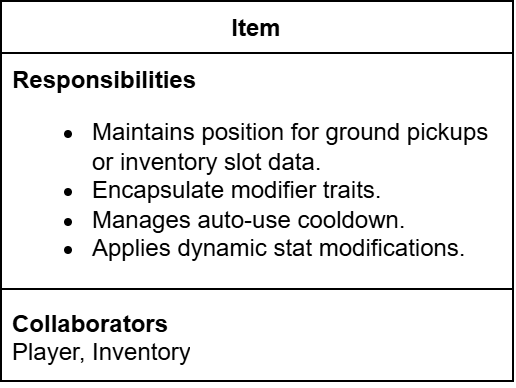 Item
Responsibilities
• Maintains position for ground pickups
or inventory slot data.
• Encapsulate modifier traits.
• Manages auto-use cooldown.
• Applies dynamic stat modifications.
Collaborators
Player, Inventory